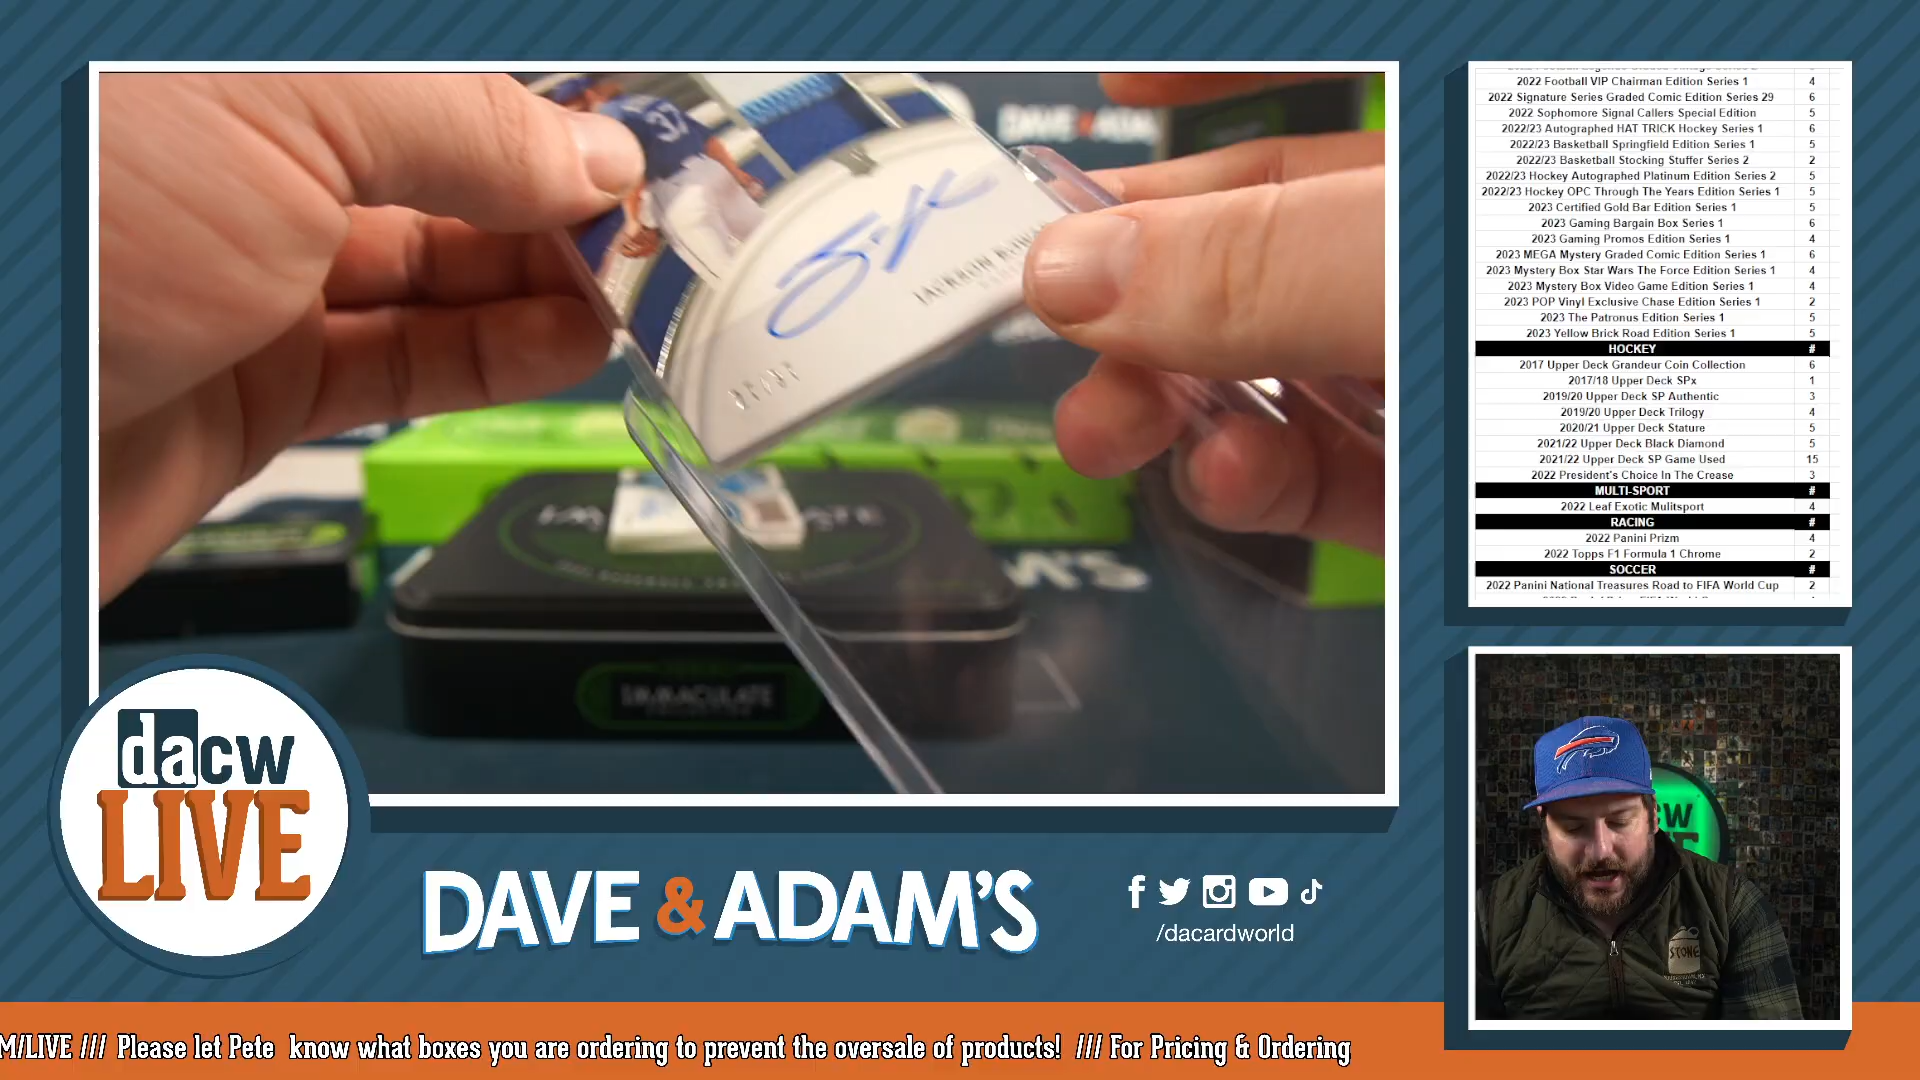 37
DAVE & ADAM
IMMACULATE
2022 Football VIP Chairman Edition Series 1 4
2022 Signature Series Graded Comic Edition Series 29 6
2022 Sophomore Signal Callers Special Edition 5
2022/23 Autographed HAT TRICK Hockey Series 1 6
2022/23 Basketball Springfield Edition Series 1 5
2022/23 Basketball Stocking Stuffer Series 2 2
2022/23 Hockey Autographed Platinum Edition Series 2 5
2022/23 Hockey OPC Through The Years Edition Series 1 5
2023 Certified Gold Bar Edition Series 1 5
2023 Gaming Bargain Box Series 1 6
2023 Gaming Promos Edition Series 1 4
2023 MEGA Mystery Graded Comic Edition Series 1 6
2023 Mystery Box Star Wars The Force Edition Series 1 4
2023 Mystery Box Video Game Edition Series 1 4
2023 POP Vinyl Exclusive Chase Edition Series 1 2
2023 The Patronus Edition Series 1 5
2023 Yellow Brick Road Edition Series 1 5
HOCKEY #
2017 Upper Deck Grandeur Coin Collection 6
2017/18 Upper Deck SPx 1
2019/20 Upper Deck SP Authentic 3
2019/20 Upper Deck Trilogy 4
2020/21 Upper Deck Stature 5
2021/22 Upper Deck Black Diamond 5
2021/22 Upper Deck SP Game Used 15
2022 President's Choice In The Crease 3
MULTI-SPORT #
2022 Leaf Exotic Mulitsport 4
RACING #
2022 Panini Prizm 4
2022 Topps F1 Formula 1 Chrome 2
SOCCER #
2022 Panini National Treasures Road to FIFA World Cup 2
dacw
LIVE
DAVE & ADAM'S
/dacardworld
CW
STONE
M/LIVE /// Please let Pete know what boxes you are ordering to prevent the oversale of products! /// For Pricing & Ordering